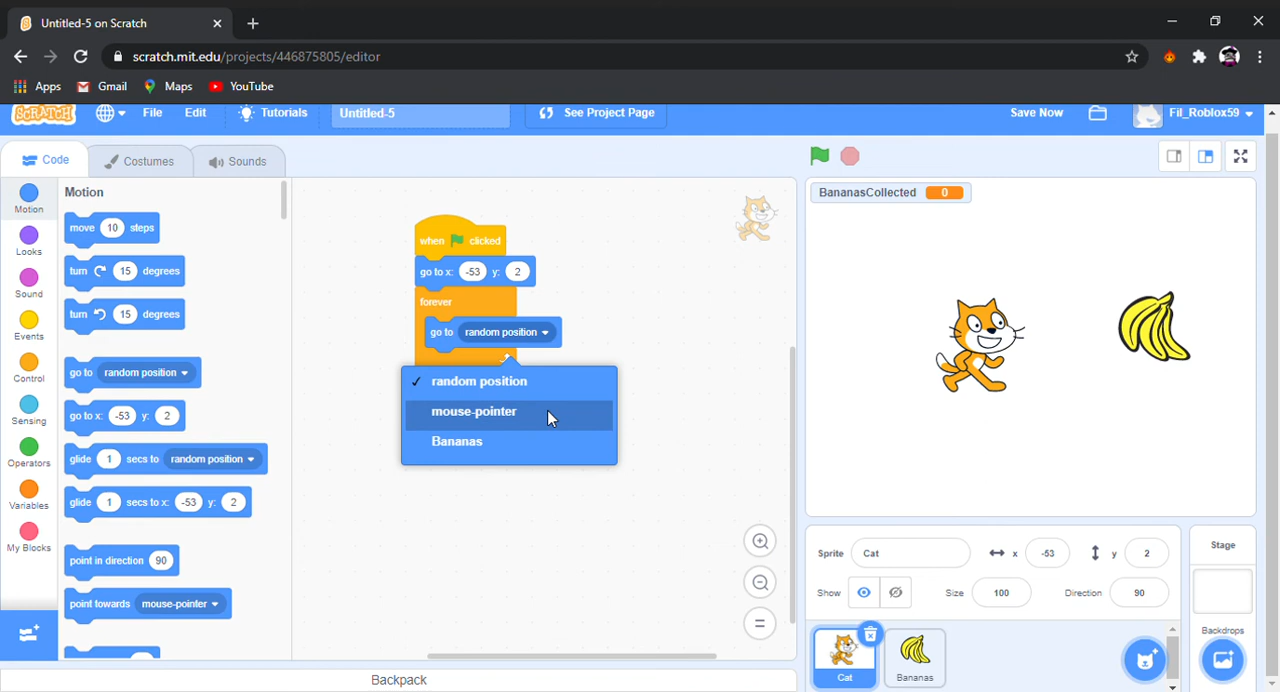 Untitled-5 on Scratch
scratch.mit.edu/projects/446875805/editor
Apps Gmail Maps YouTube
SCRATCH File Edit Tutorials Untitled-5 See Project Page Save Now Fil_Roblox59
Code Costumes Sounds
Motion
Looks
Sound
Events
Control
Sensing
Operators
Variables
My Blocks
Motion
move 10 steps
turn 15 degrees
turn 15 degrees
go to random position
go to x: -53 y: 2
glide 1 secs to random position
glide 1 secs to x: -53 y: 2
point in direction 90
point towards mouse-pointer
when clicked
go to x: -53 y: 2
forever
go to random position
✓ random position
mouse-pointer
Bananas
BananasCollected 0
Sprite Cat x -53 y 2
Show Size 100 Direction 90
Cat
Bananas
Stage
Backdrops
Backpack